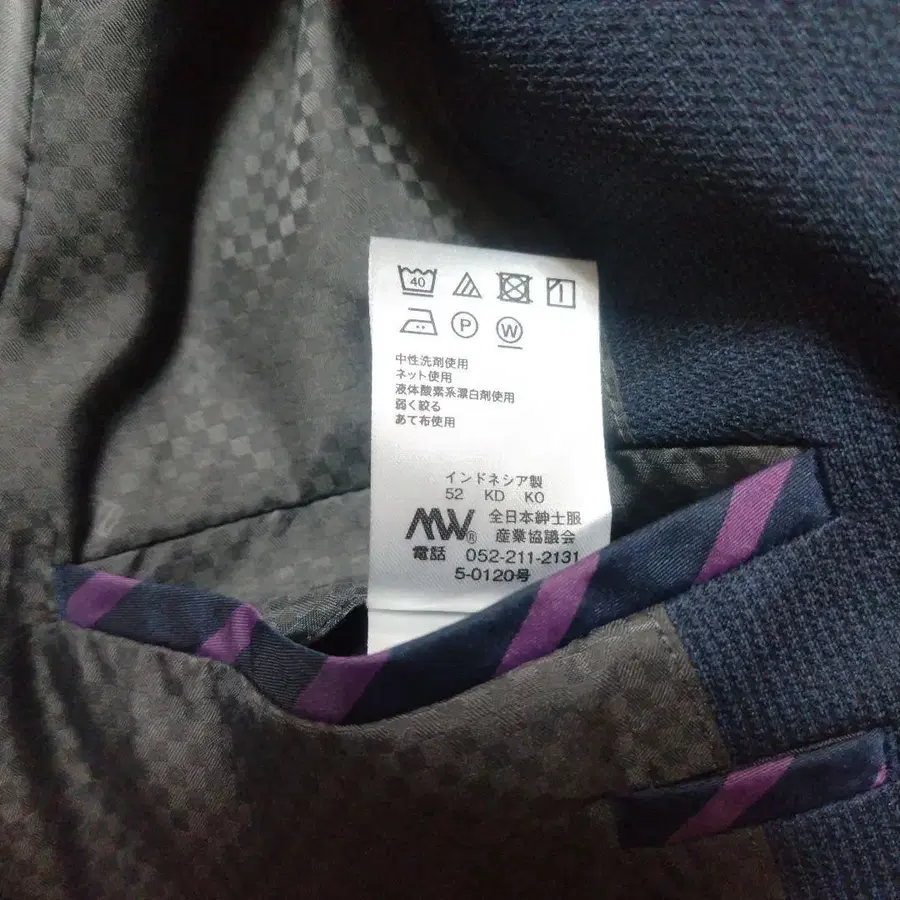 40
P W
中性洗剤使用
ネット使用
液体酸素系漂白剤使用
弱く絞る
あて布使用
インドネシア製
52 KD KO
MW® 全日本紳士服
産業協議会
電話 052-211-2131
5-0120号